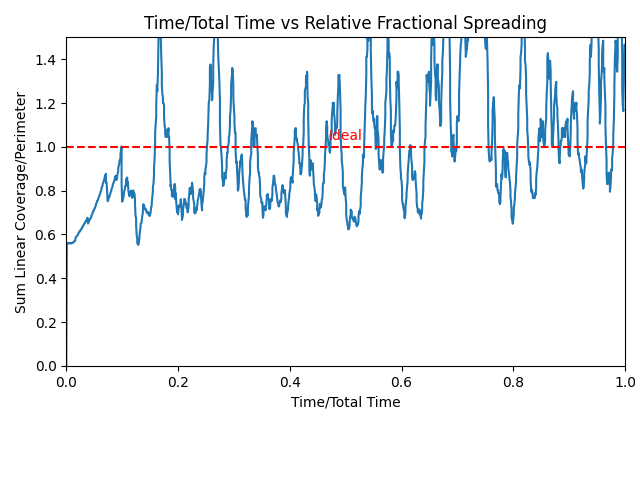 Time/Total Time vs Relative Fractional Spreading
Sum Linear Coverage/Perimeter
1.4
1.2
1.0
0.8
0.6
0.4
0.2
0.0
Ideal
0.0 0.2 0.4 0.6 0.8 1.0
Time/Total Time